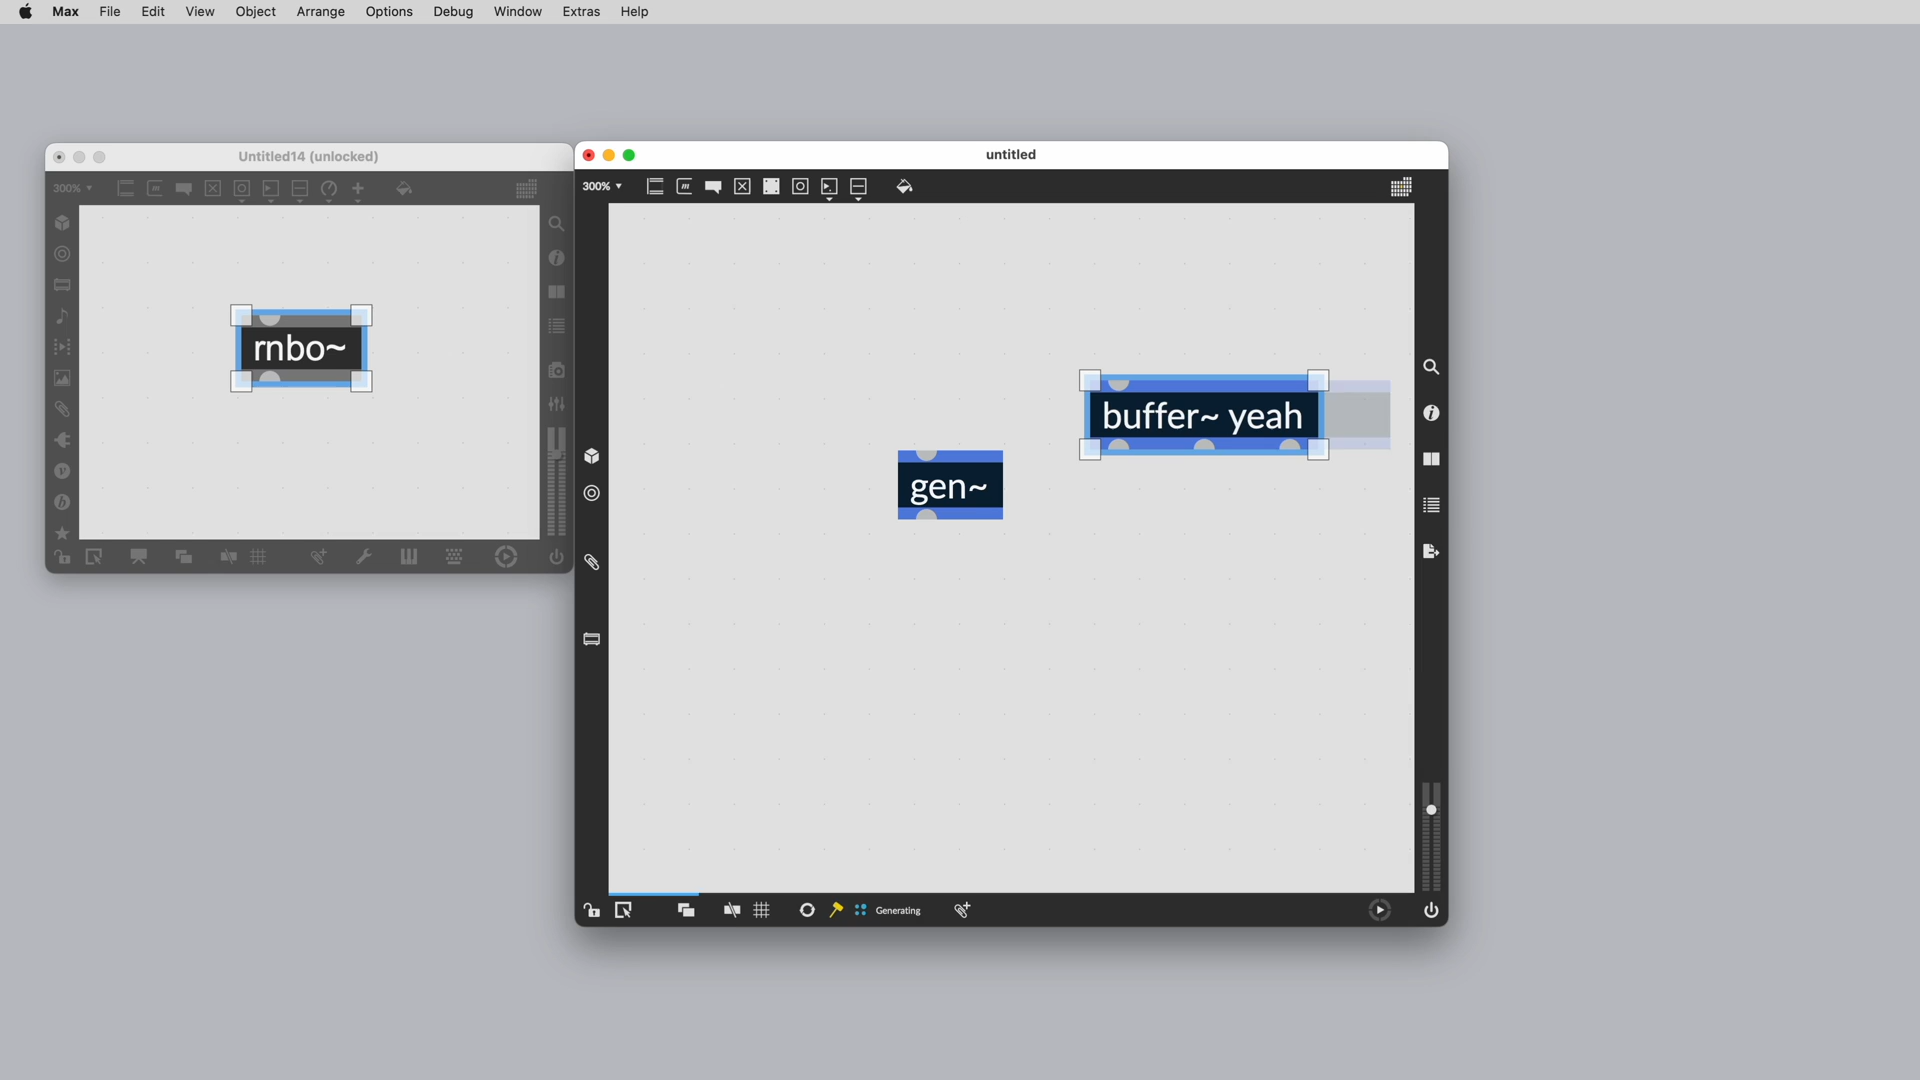 Max File Edit View Object Arrange Options Debug Window Extras Help
Untitled14 (unlocked)
300%
rnbo~
untitled
300%
buffer~ yeah
gen~
Generating